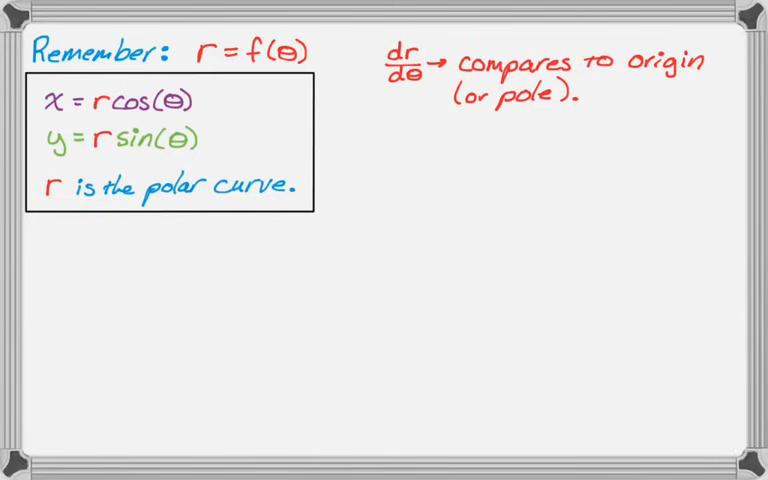 Remember: r = f(θ)
x = r cos(θ)
y = r sin(θ)
r is the polar curve.
dr/dθ → compares to origin
(or pole).